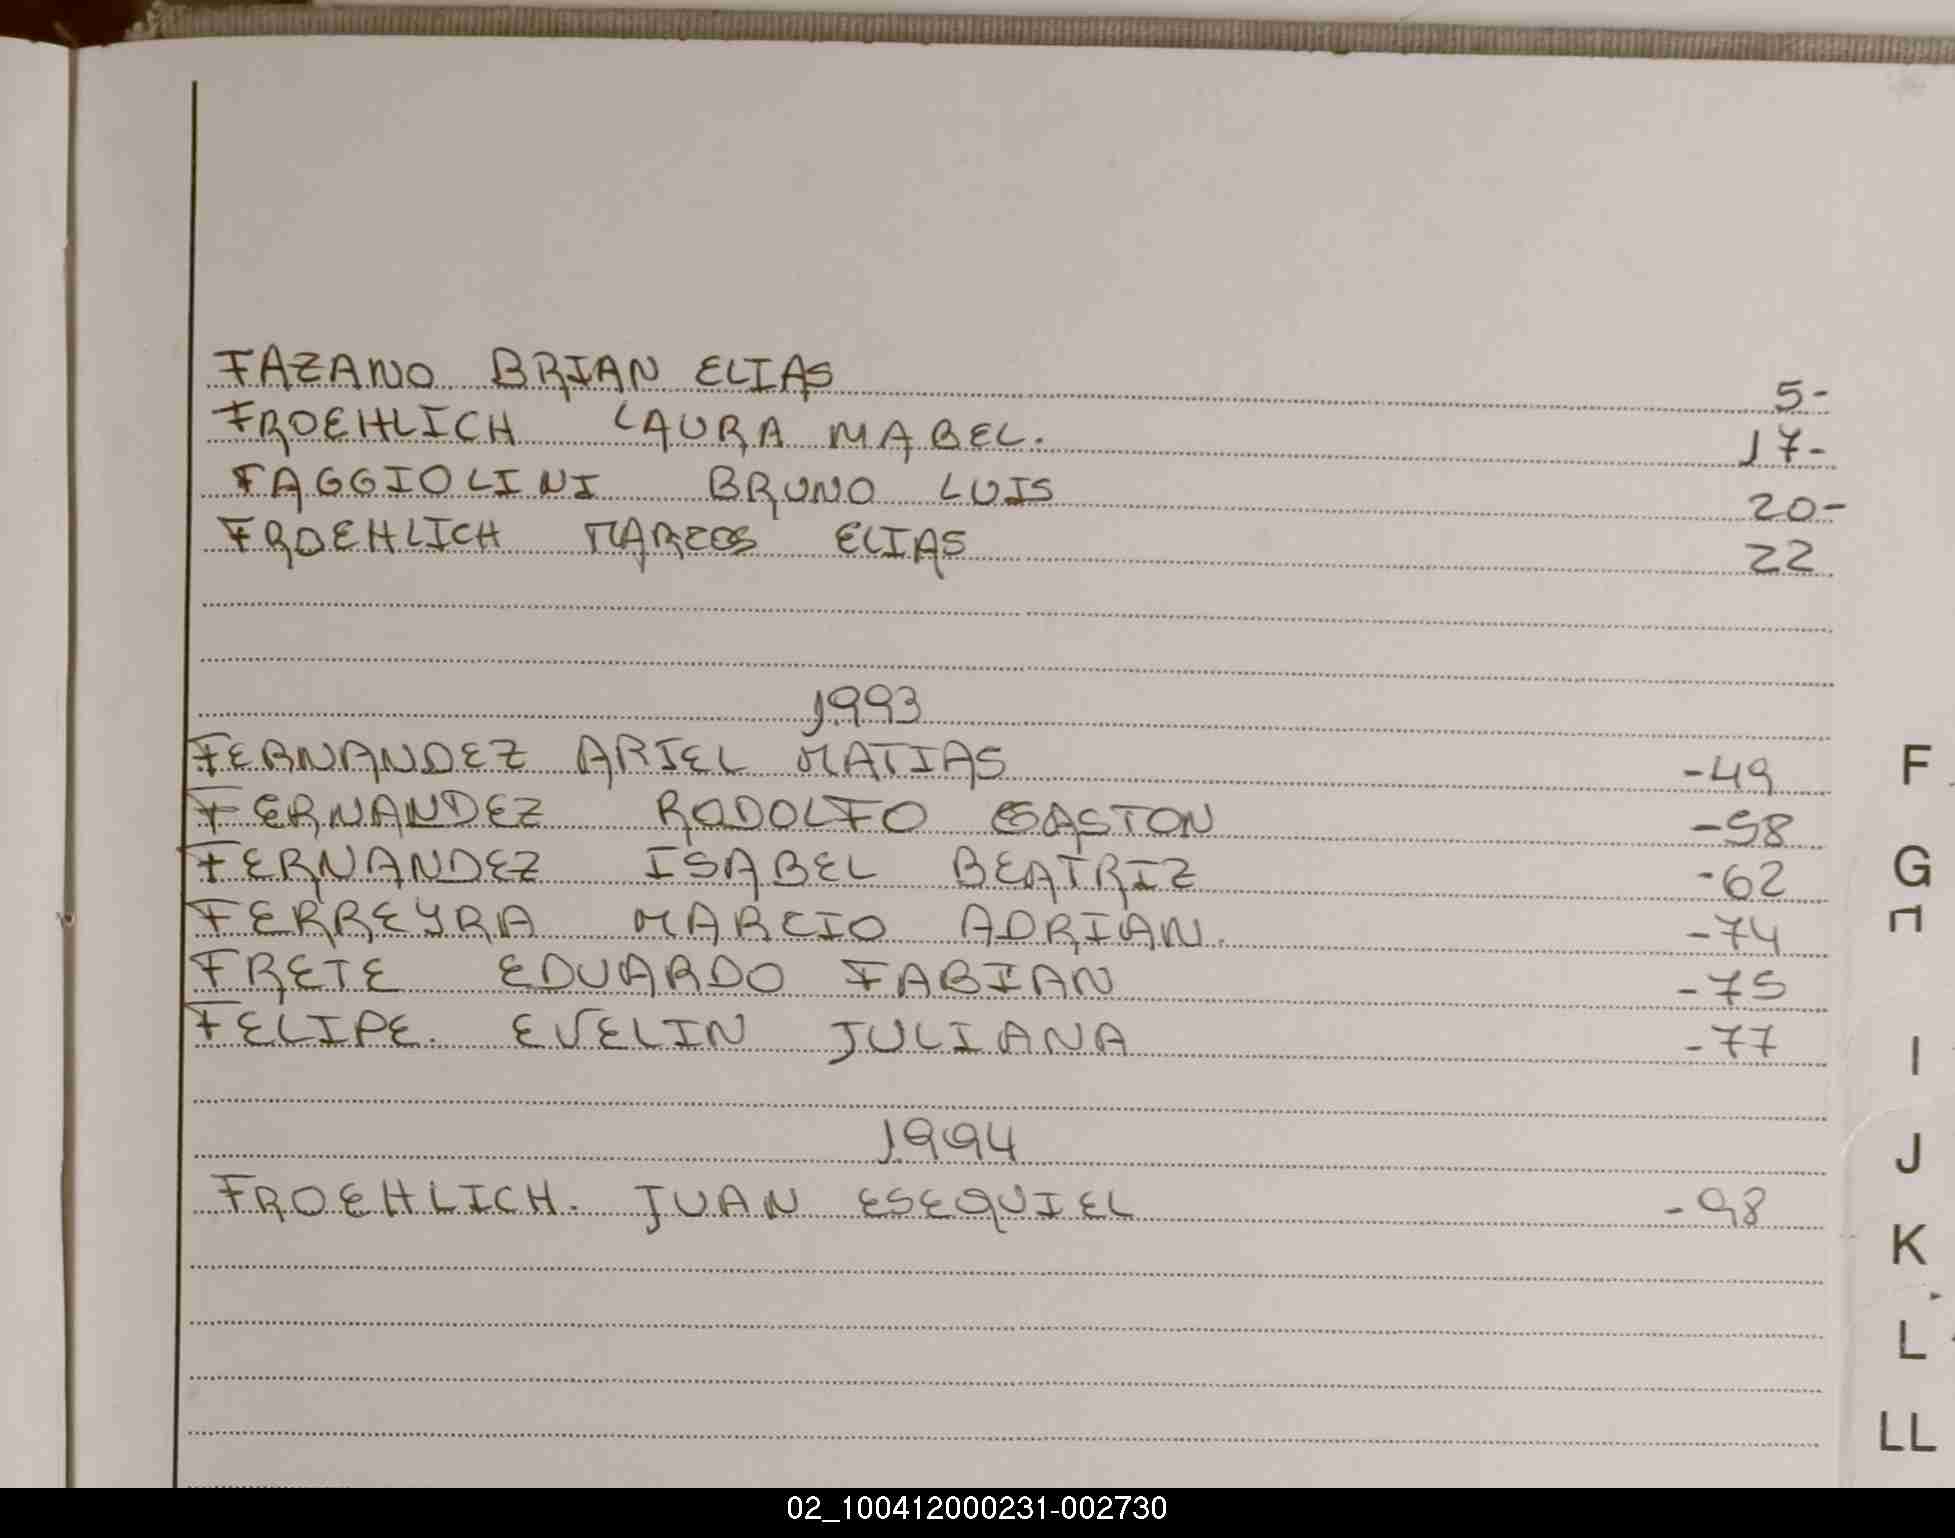 FAZANO BRIAN ELIAS 5-
FROEHLICH LAURA MABEL. 17-
FAGGIOLINI BRUNO LUIS 20-
FROEHLICH MARCOS ELIAS 22
1993
FERNANDEZ ARIEL MATIAS -49
FERNANDEZ RODOLFO GASTON -58
FERNANDEZ ISABEL BEATRIZ -62
FERREYRA MARCIO ADRIAN. -74
FRETE EDUARDO FABIAN -75
FELIPE. EVELIN JULIANA -77
1994
FROEHLICH. JUAN ESEQUIEL -98
F
G
I
J
K
L
LL
02_100412000231-002730